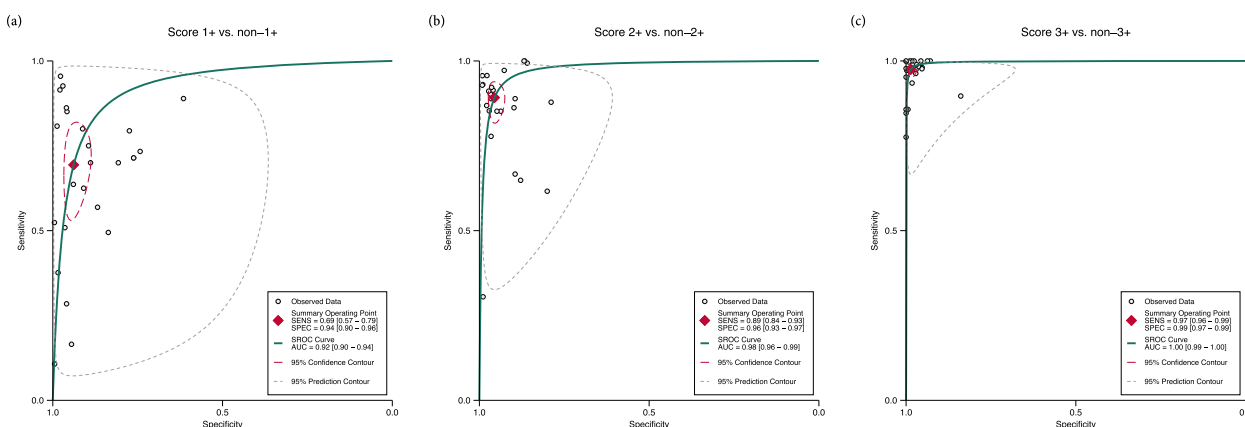 (a)
Score 1+ vs. non–1+
1.0
0.5
0.0
Sensitivity
1.0
0.5
0.0
Specificity
Observed Data
Summary Operating Point
SENS = 0.69 [0.57 – 0.79]
SPEC = 0.94 [0.90 – 0.96]
SROC Curve
AUC = 0.92 [0.90 – 0.94]
95% Confidence Contour
95% Prediction Contour
(b)
Score 2+ vs. non–2+
1.0
0.5
0.0
Sensitivity
1.0
0.5
0.0
Specificity
Observed Data
Summary Operating Point
SENS = 0.89 [0.84 – 0.93]
SPEC = 0.96 [0.93 – 0.97]
SROC Curve
AUC = 0.98 [0.96 – 0.99]
95% Confidence Contour
95% Prediction Contour
(c)
Score 3+ vs. non–3+
1.0
0.5
0.0
Sensitivity
1.0
0.5
Specificity
Observed Data
Summary Operating Point
SENS = 0.97 [0.96 – 0.99]
SPEC = 0.99 [0.97 – 0.99]
SROC Curve
AUC = 1.00 [0.99 – 1.00]
95% Confidence Contour
95% Prediction Contour